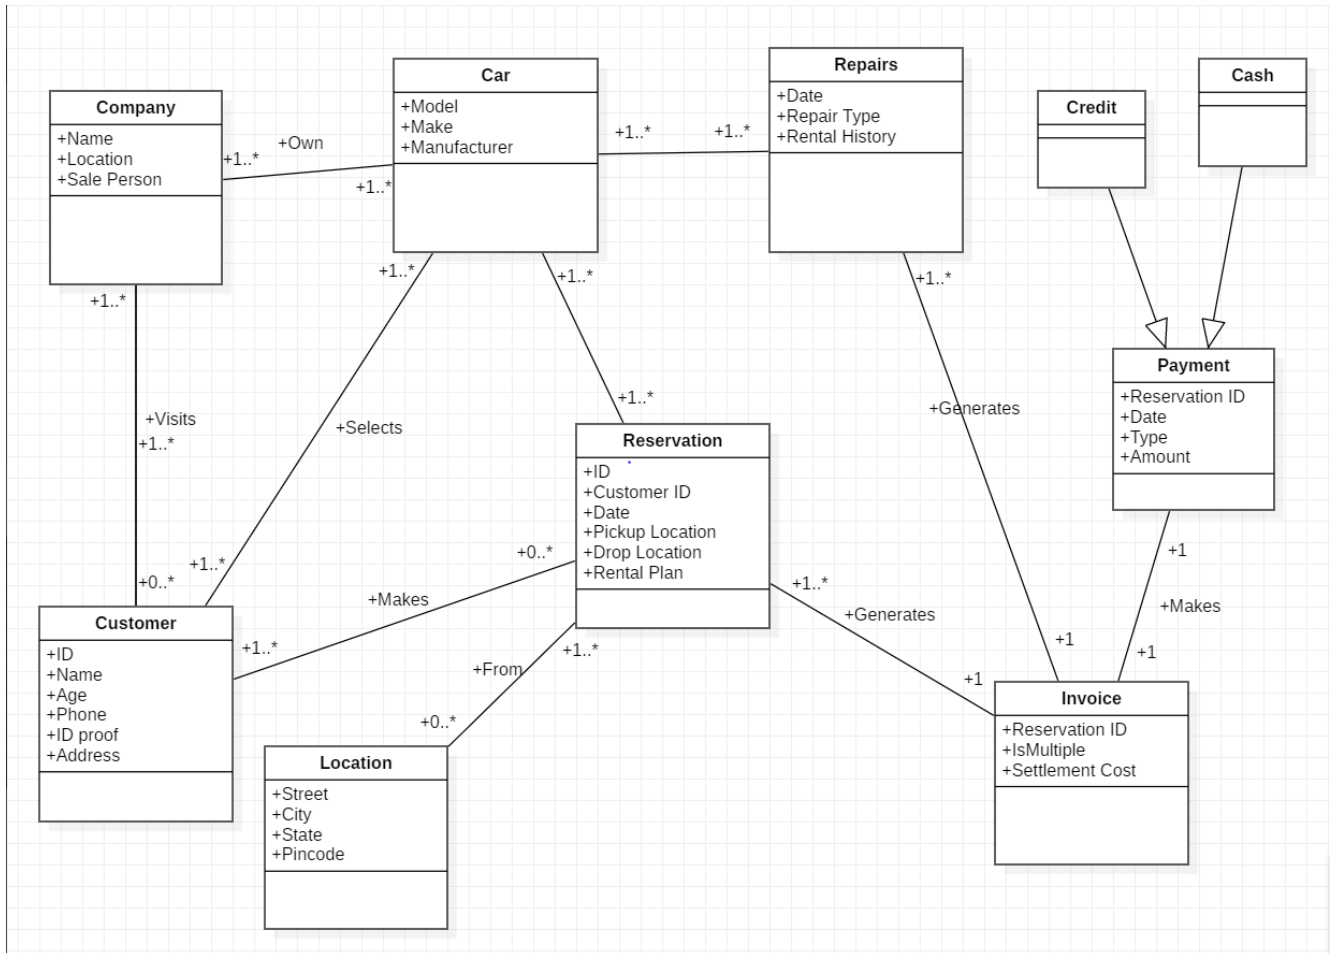 Company
+Name
+Location
+Sale Person
+Own
+1..*
+1..*
Car
+Model
+Make
+Manufacturer
+1..*
+1..*
Repairs
+Date
+Repair Type
+Rental History
Credit
Cash
+1..*
+1..*
+1..*
+1..*
Payment
+Reservation ID
+Date
+Type
+Amount
+Visits
+1..*
+Selects
+1..*
+Generates
Reservation
+ID
+Customer ID
+Date
+Pickup Location
+Drop Location
+Rental Plan
+0..*
+1..*
+0..*
+Makes
+1..*
+1..*
+Generates
+1
+1
+Makes
+1
+1
Customer
+ID
+Name
+Age
+Phone
+ID proof
+Address
+1..*
+From
+0..*
Location
+Street
+City
+State
+Pincode
Invoice
+Reservation ID
+IsMultiple
+Settlement Cost